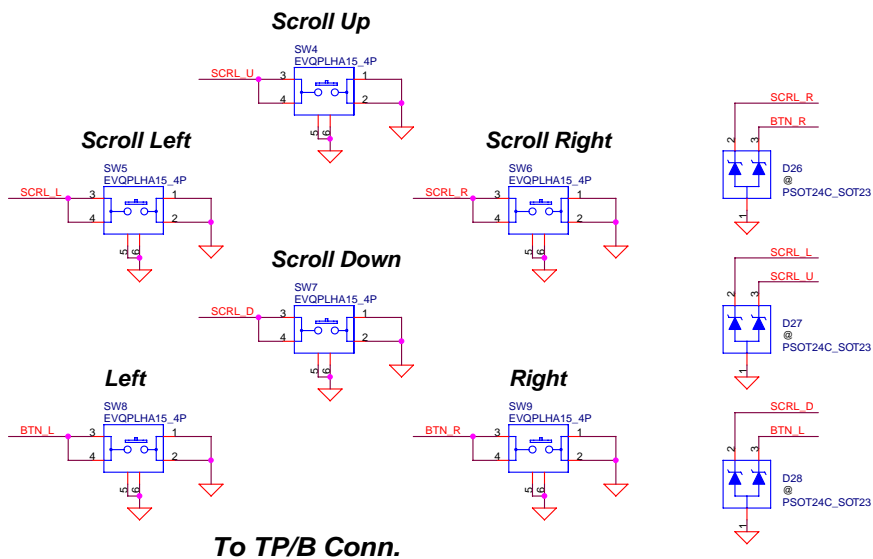 Scroll Up
SW4
EVQPLHA15_4P
SCRL_U 3 1
4 2
5 6
Scroll Left
SW5
EVQPLHA15_4P
SCRL_L 3 1
4 2
5 6
Scroll Right
SW6
EVQPLHA15_4P
SCRL_R 3 1
4 2
5 6
Scroll Down
SW7
EVQPLHA15_4P
SCRL_D 3 1
4 2
5 6
Left
SW8
EVQPLHA15_4P
BTN_L 3 1
4 2
5 6
Right
SW9
EVQPLHA15_4P
BTN_R 3 1
4 2
5 6
SCRL_R
BTN_R
2 3
D26
@
PSOT24C_SOT23
1
SCRL_L
SCRL_U
2 3
D27
@
PSOT24C_SOT23
1
SCRL_D
BTN_L
2 3
D28
@
PSOT24C_SOT23
1
To TP/B Conn.